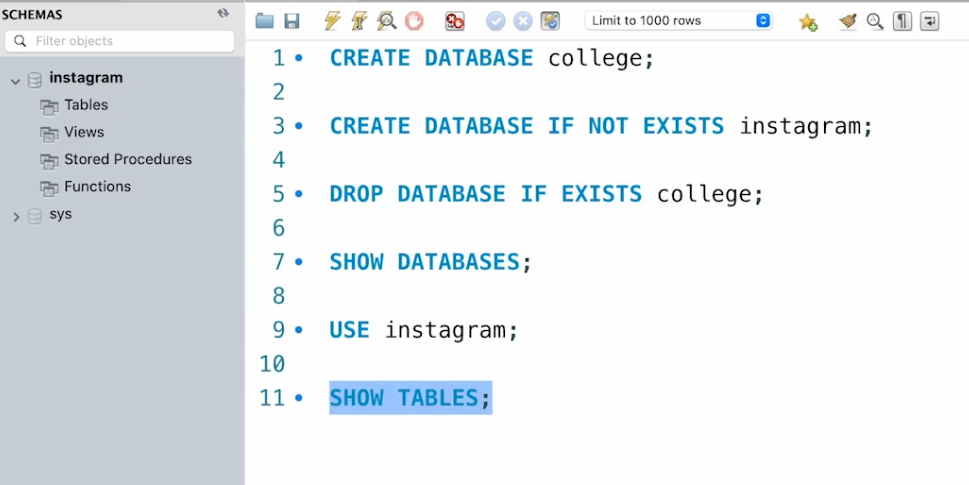 SCHEMAS
Filter objects
instagram
Tables
Views
Stored Procedures
Functions
sys
Limit to 1000 rows
1 CREATE DATABASE college;
2
3 CREATE DATABASE IF NOT EXISTS instagram;
4
5 DROP DATABASE IF EXISTS college;
6
7 SHOW DATABASES;
8
9 USE instagram;
10
11 SHOW TABLES;